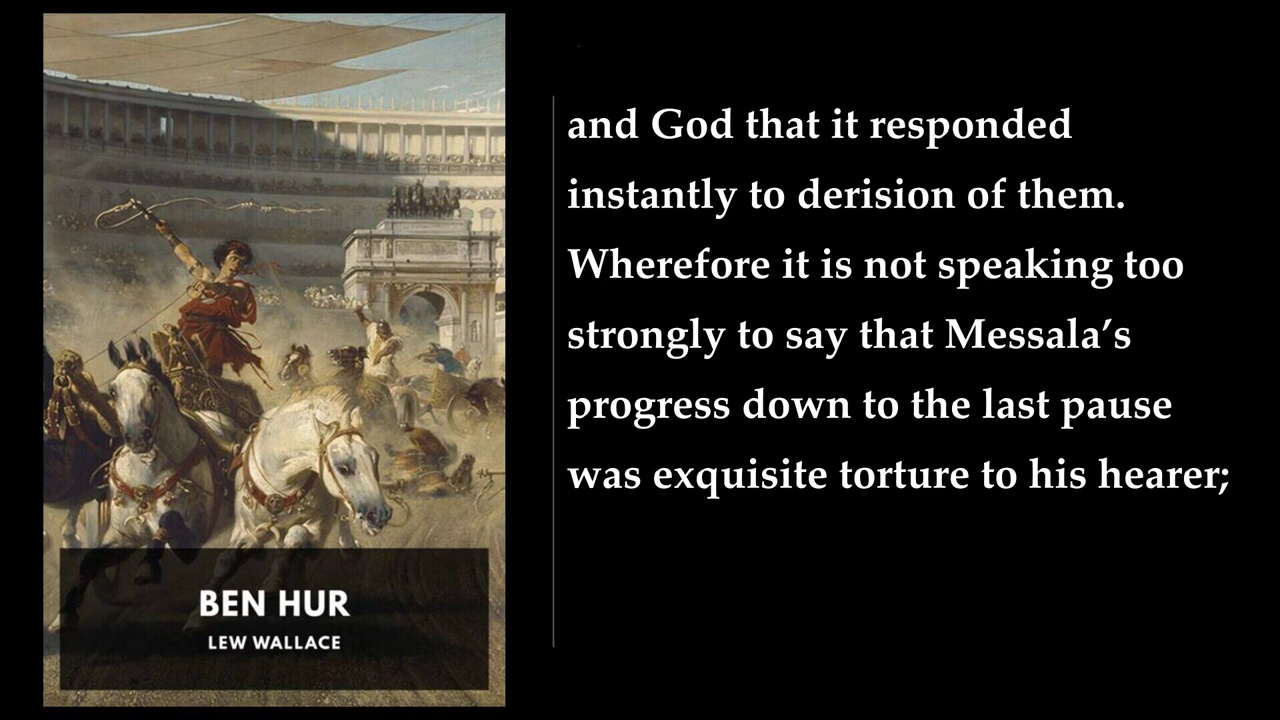 BEN HUR
LEW WALLACE
and God that it responded
instantly to derision of them.
Wherefore it is not speaking too
strongly to say that Messala’s
progress down to the last pause
was exquisite torture to his hearer;